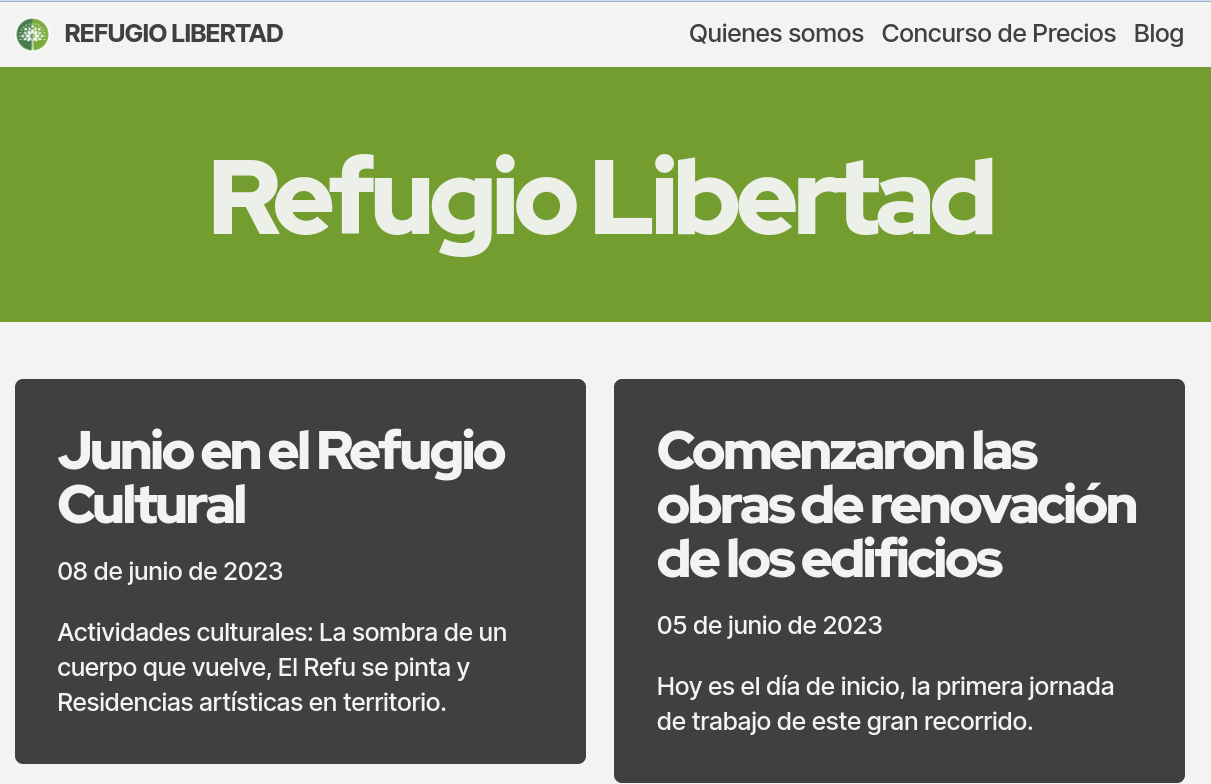 REFUGIO LIBERTAD
Quienes somos Concurso de Precios Blog
Refugio Libertad
Junio en el Refugio
Cultural
08 de junio de 2023
Actividades culturales: La sombra de un
cuerpo que vuelve, El Refu se pinta y
Residencias artísticas en territorio.
Comenzaron las
obras de renovación
de los edificios
05 de junio de 2023
Hoy es el día de inicio, la primera jornada
de trabajo de este gran recorrido.